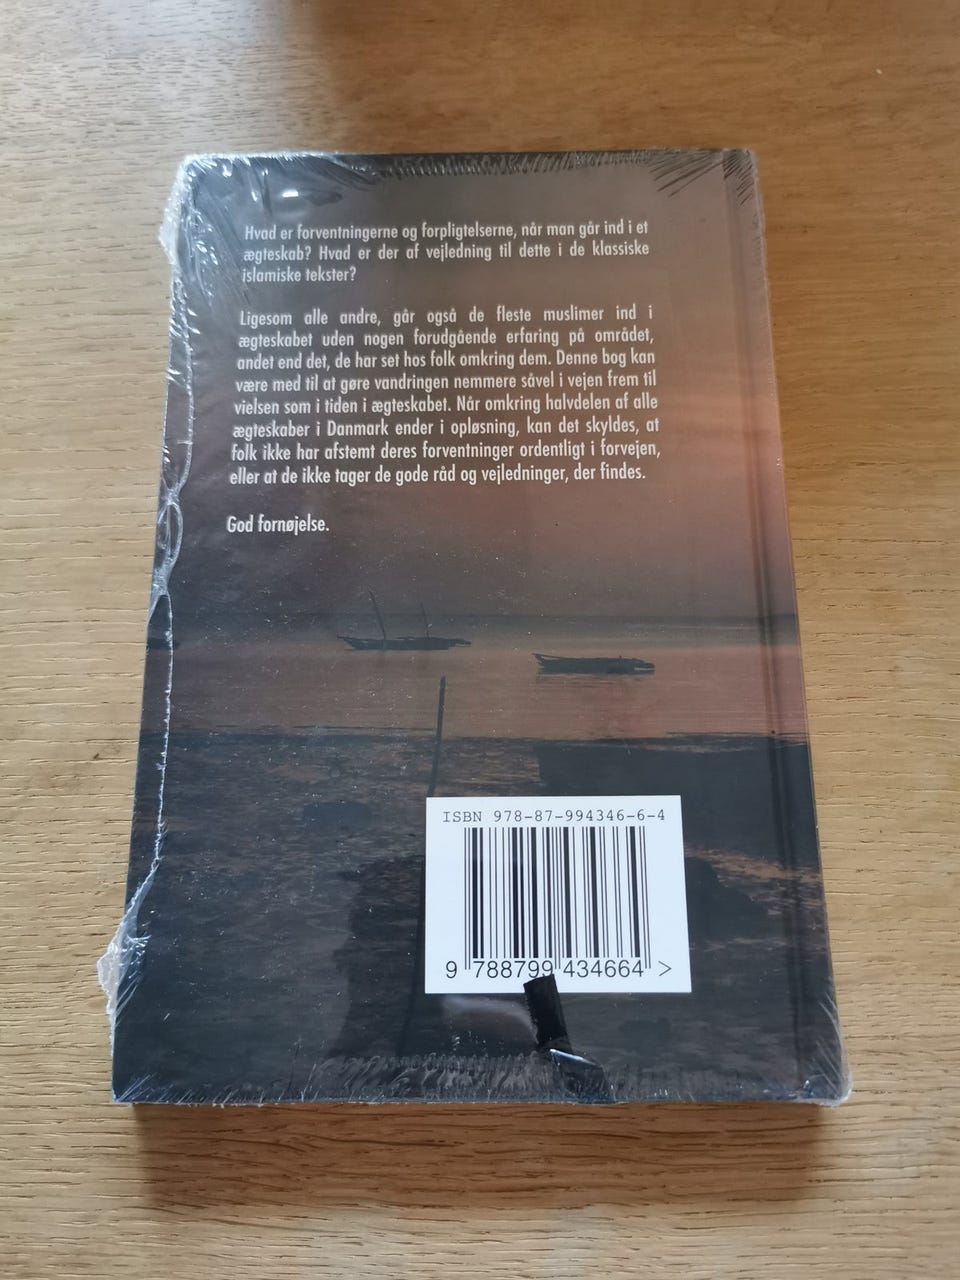 Hvad er forventningerne og forpligtelserne, når man går ind i et
ægteskab? Hvad er der af vejledning til dette i de klassiske
islamiske tekster?
Ligesom alle andre, går også de fleste muslimer ind i
ægteskabet uden nogen forudgående erfaring på området,
andet end det, de har set hos folk omkring dem. Denne bog kan
være med til at gøre vandringen nemmere såvel i vejen frem til
vielsen som i tiden i ægteskabet. Når omkring halvdelen af alle
ægteskaber i Danmark ender i opløsning, kan det skyldes, at
folk ikke har afstemt deres forventninger ordentligt i forvejen,
eller at de ikke tager de gode råd og vejledninger, der findes.
God fornøjelse.
ISBN 978-87-994346-6-4
9 788799 434664 >